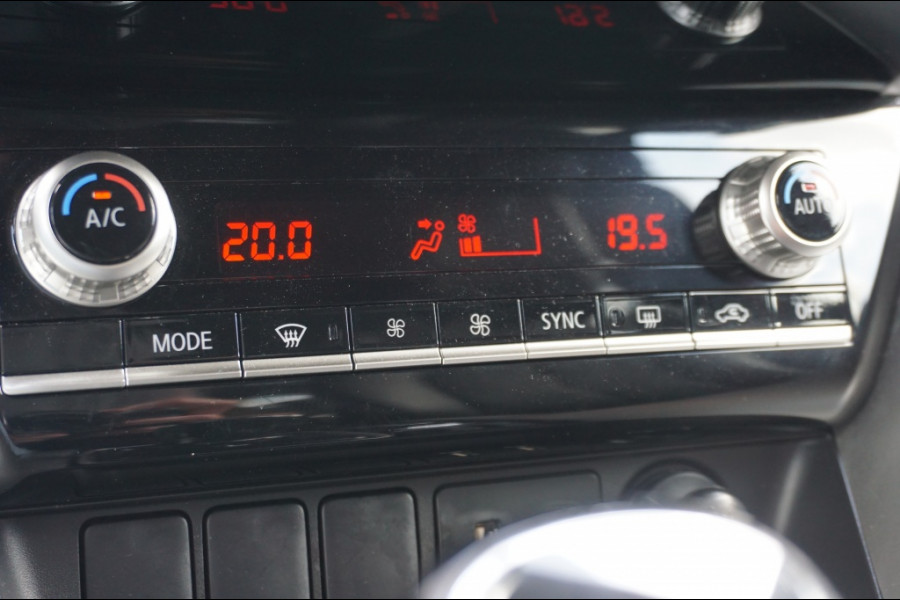 A/C
20.0
19.5
AUTO
MODE
SYNC
OFF